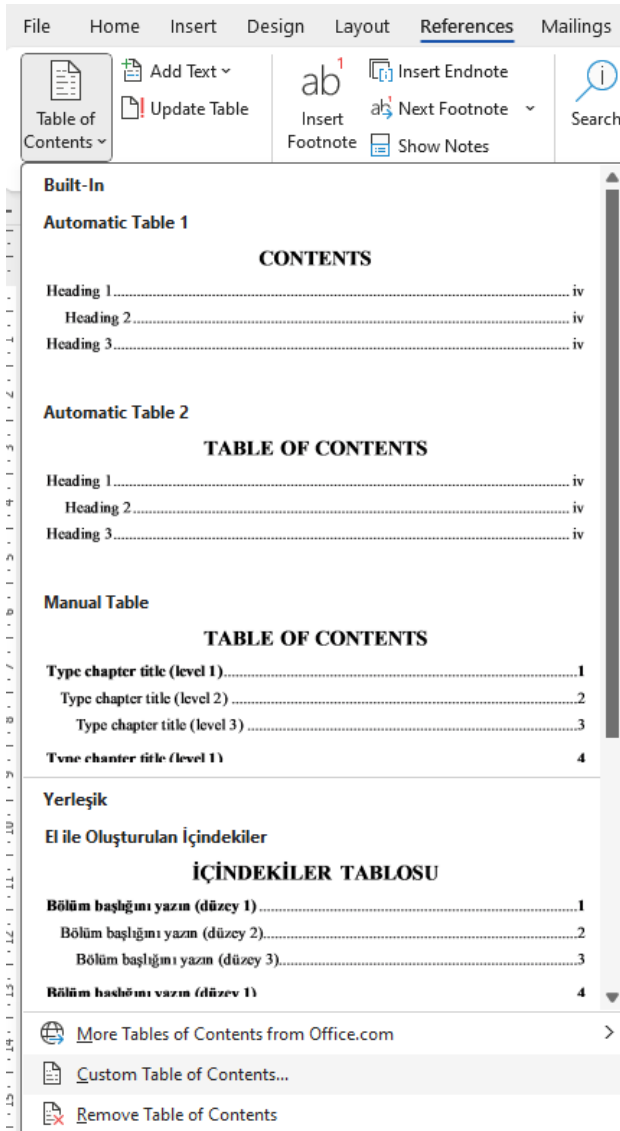 File Home Insert Design Layout References Mailings
Table of Contents
Add Text
Update Table
ab1
Insert Footnote
Insert Endnote
Next Footnote
Show Notes
Search
Built-In
Automatic Table 1
CONTENTS
Heading 1 iv
Heading 2 iv
Heading 3 iv
Automatic Table 2
TABLE OF CONTENTS
Heading 1 iv
Heading 2 iv
Heading 3 iv
Manual Table
TABLE OF CONTENTS
Type chapter title (level 1) 1
Type chapter title (level 2) 2
Type chapter title (level 3) 3
Type chapter title (level 1) 4
Yerleşik
El ile Oluşturulan İçindekiler
İÇİNDEKİLER TABLOSU
Bölüm başlığını yazın (düzey 1) 1
Bölüm başlığını yazın (düzey 2) 2
Bölüm başlığını yazın (düzey 3) 3
Bölüm başlığını yazın (düzey 1) 4
More Tables of Contents from Office.com
Custom Table of Contents...
Remove Table of Contents